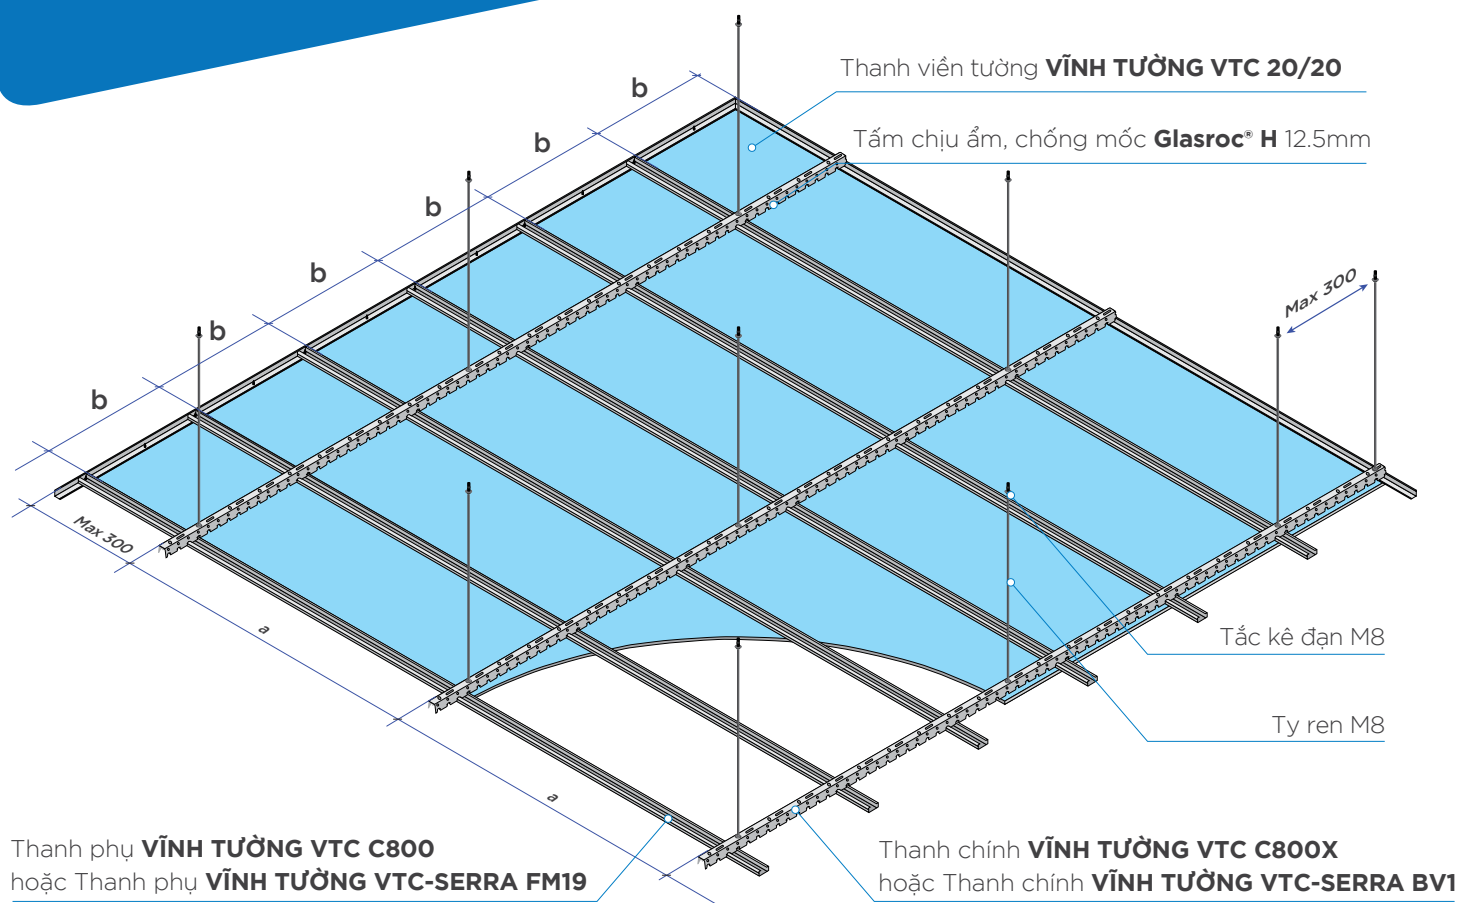 Thanh viền tường VĨNH TƯỜNG VTC 20/20
Tấm chịu ẩm, chống mốc Glasroc® H 12.5mm
b
b
b
b
b
b
Max 300
Max 300
a
a
Tắc kê đạn M8
Ty ren M8
Thanh phụ VĨNH TƯỜNG VTC C800
hoặc Thanh phụ VĨNH TƯỜNG VTC-SERRA FM19
Thanh chính VĨNH TƯỜNG VTC C800X
hoặc Thanh chính VĨNH TƯỜNG VTC-SERRA BV1